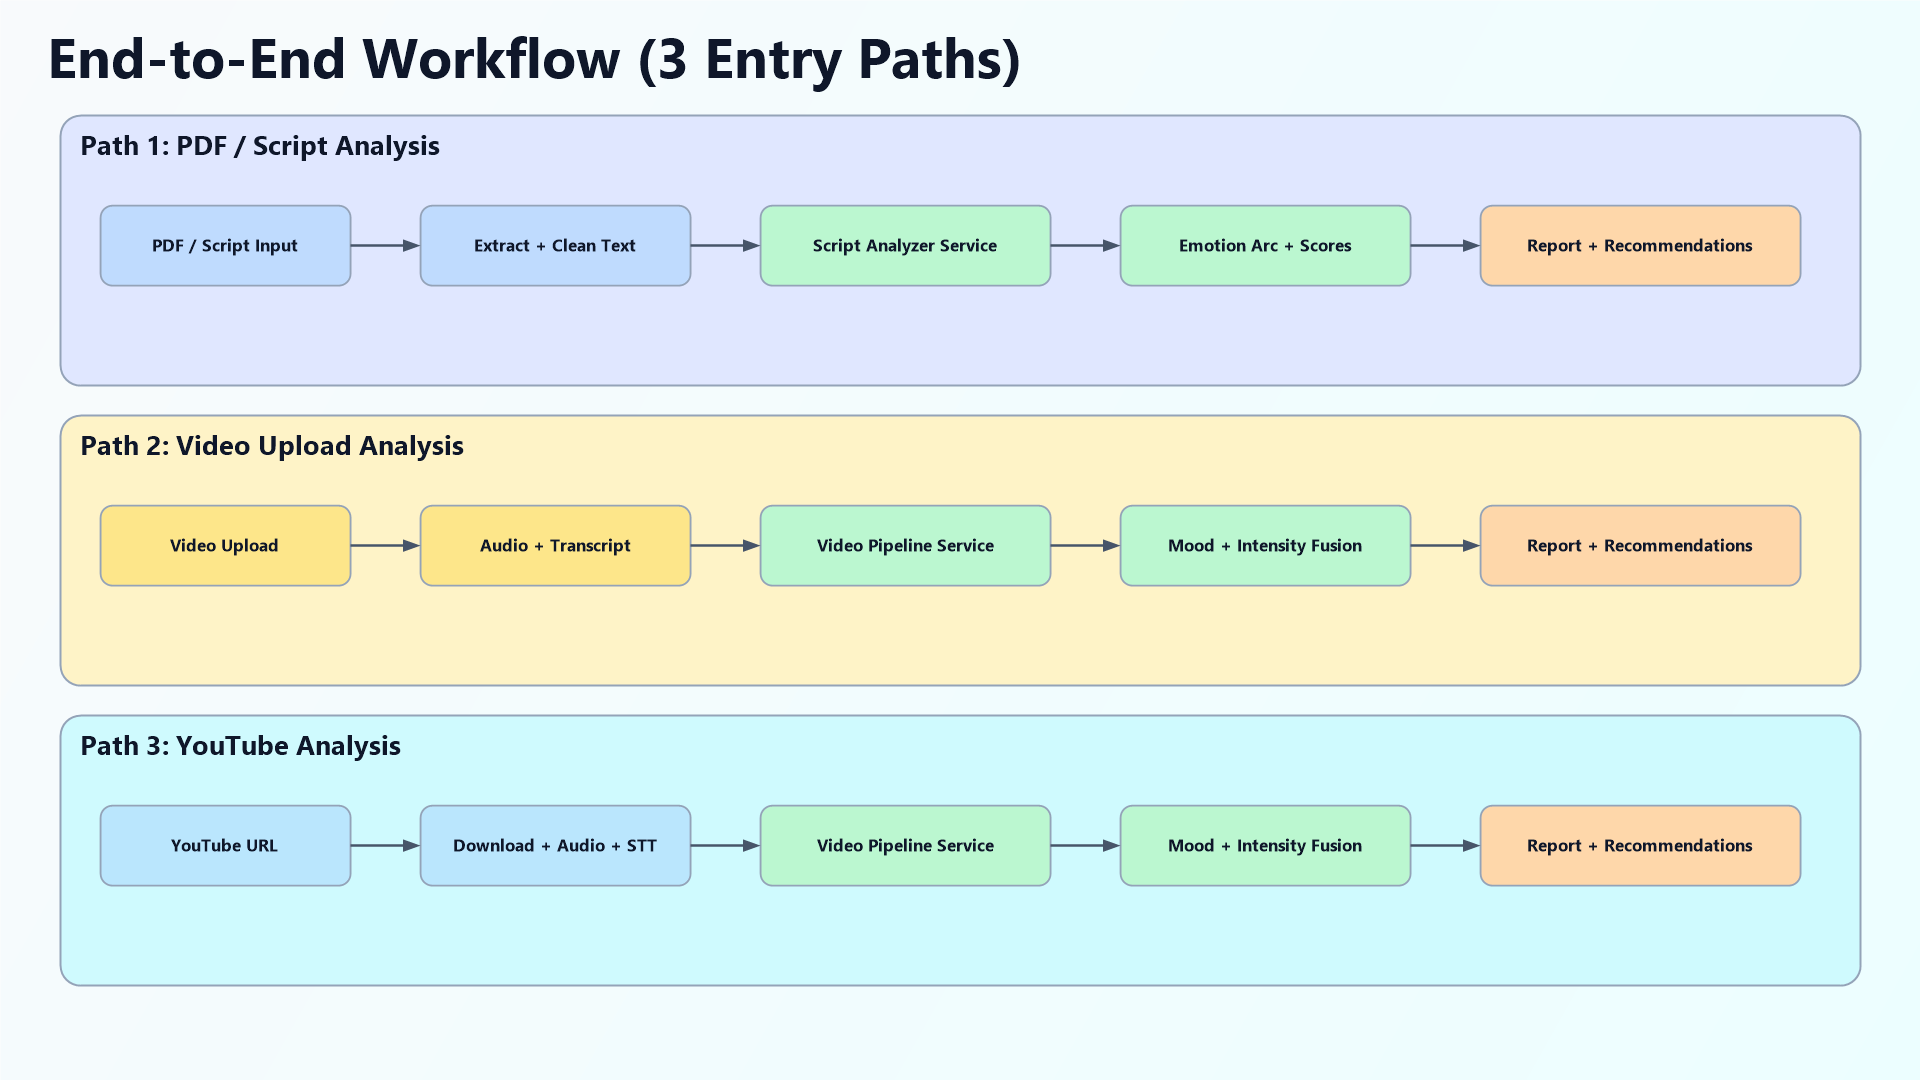 End-to-End Workflow (3 Entry Paths)
Path 1: PDF / Script Analysis
PDF / Script Input
Extract + Clean Text
Script Analyzer Service
Emotion Arc + Scores
Report + Recommendations
Path 2: Video Upload Analysis
Video Upload
Audio + Transcript
Video Pipeline Service
Mood + Intensity Fusion
Report + Recommendations
Path 3: YouTube Analysis
YouTube URL
Download + Audio + STT
Video Pipeline Service
Mood + Intensity Fusion
Report + Recommendations